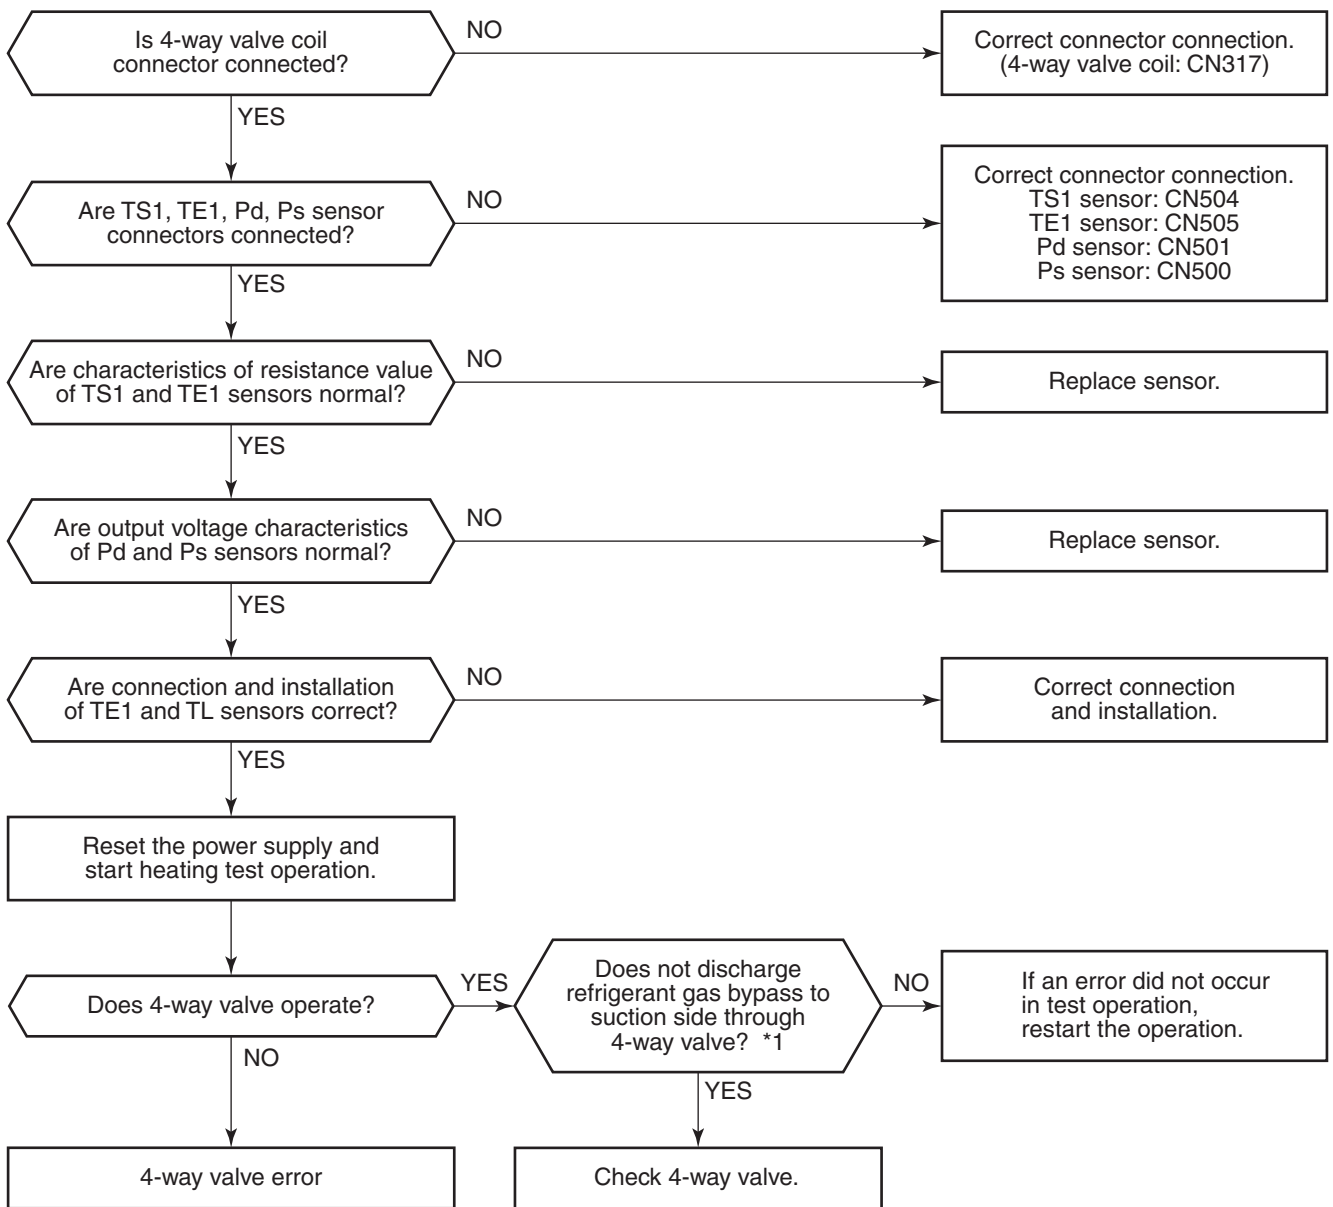 Is 4-way valve coil
connector connected?
NO
Correct connector connection.
(4-way valve coil: CN317)
YES
Are TS1, TE1, Pd, Ps sensor
connectors connected?
NO
Correct connector connection.
TS1 sensor: CN504
TE1 sensor: CN505
Pd sensor: CN501
Ps sensor: CN500
YES
Are characteristics of resistance value
of TS1 and TE1 sensors normal?
NO
Replace sensor.
YES
Are output voltage characteristics
of Pd and Ps sensors normal?
NO
Replace sensor.
YES
Are connection and installation
of TE1 and TL sensors correct?
NO
Correct connection
and installation.
YES
Reset the power supply and
start heating test operation.
Does 4-way valve operate?
YES
Does not discharge
refrigerant gas bypass to
suction side through
4-way valve? *1
NO
If an error did not occur
in test operation,
restart the operation.
NO
YES
4-way valve error
Check 4-way valve.